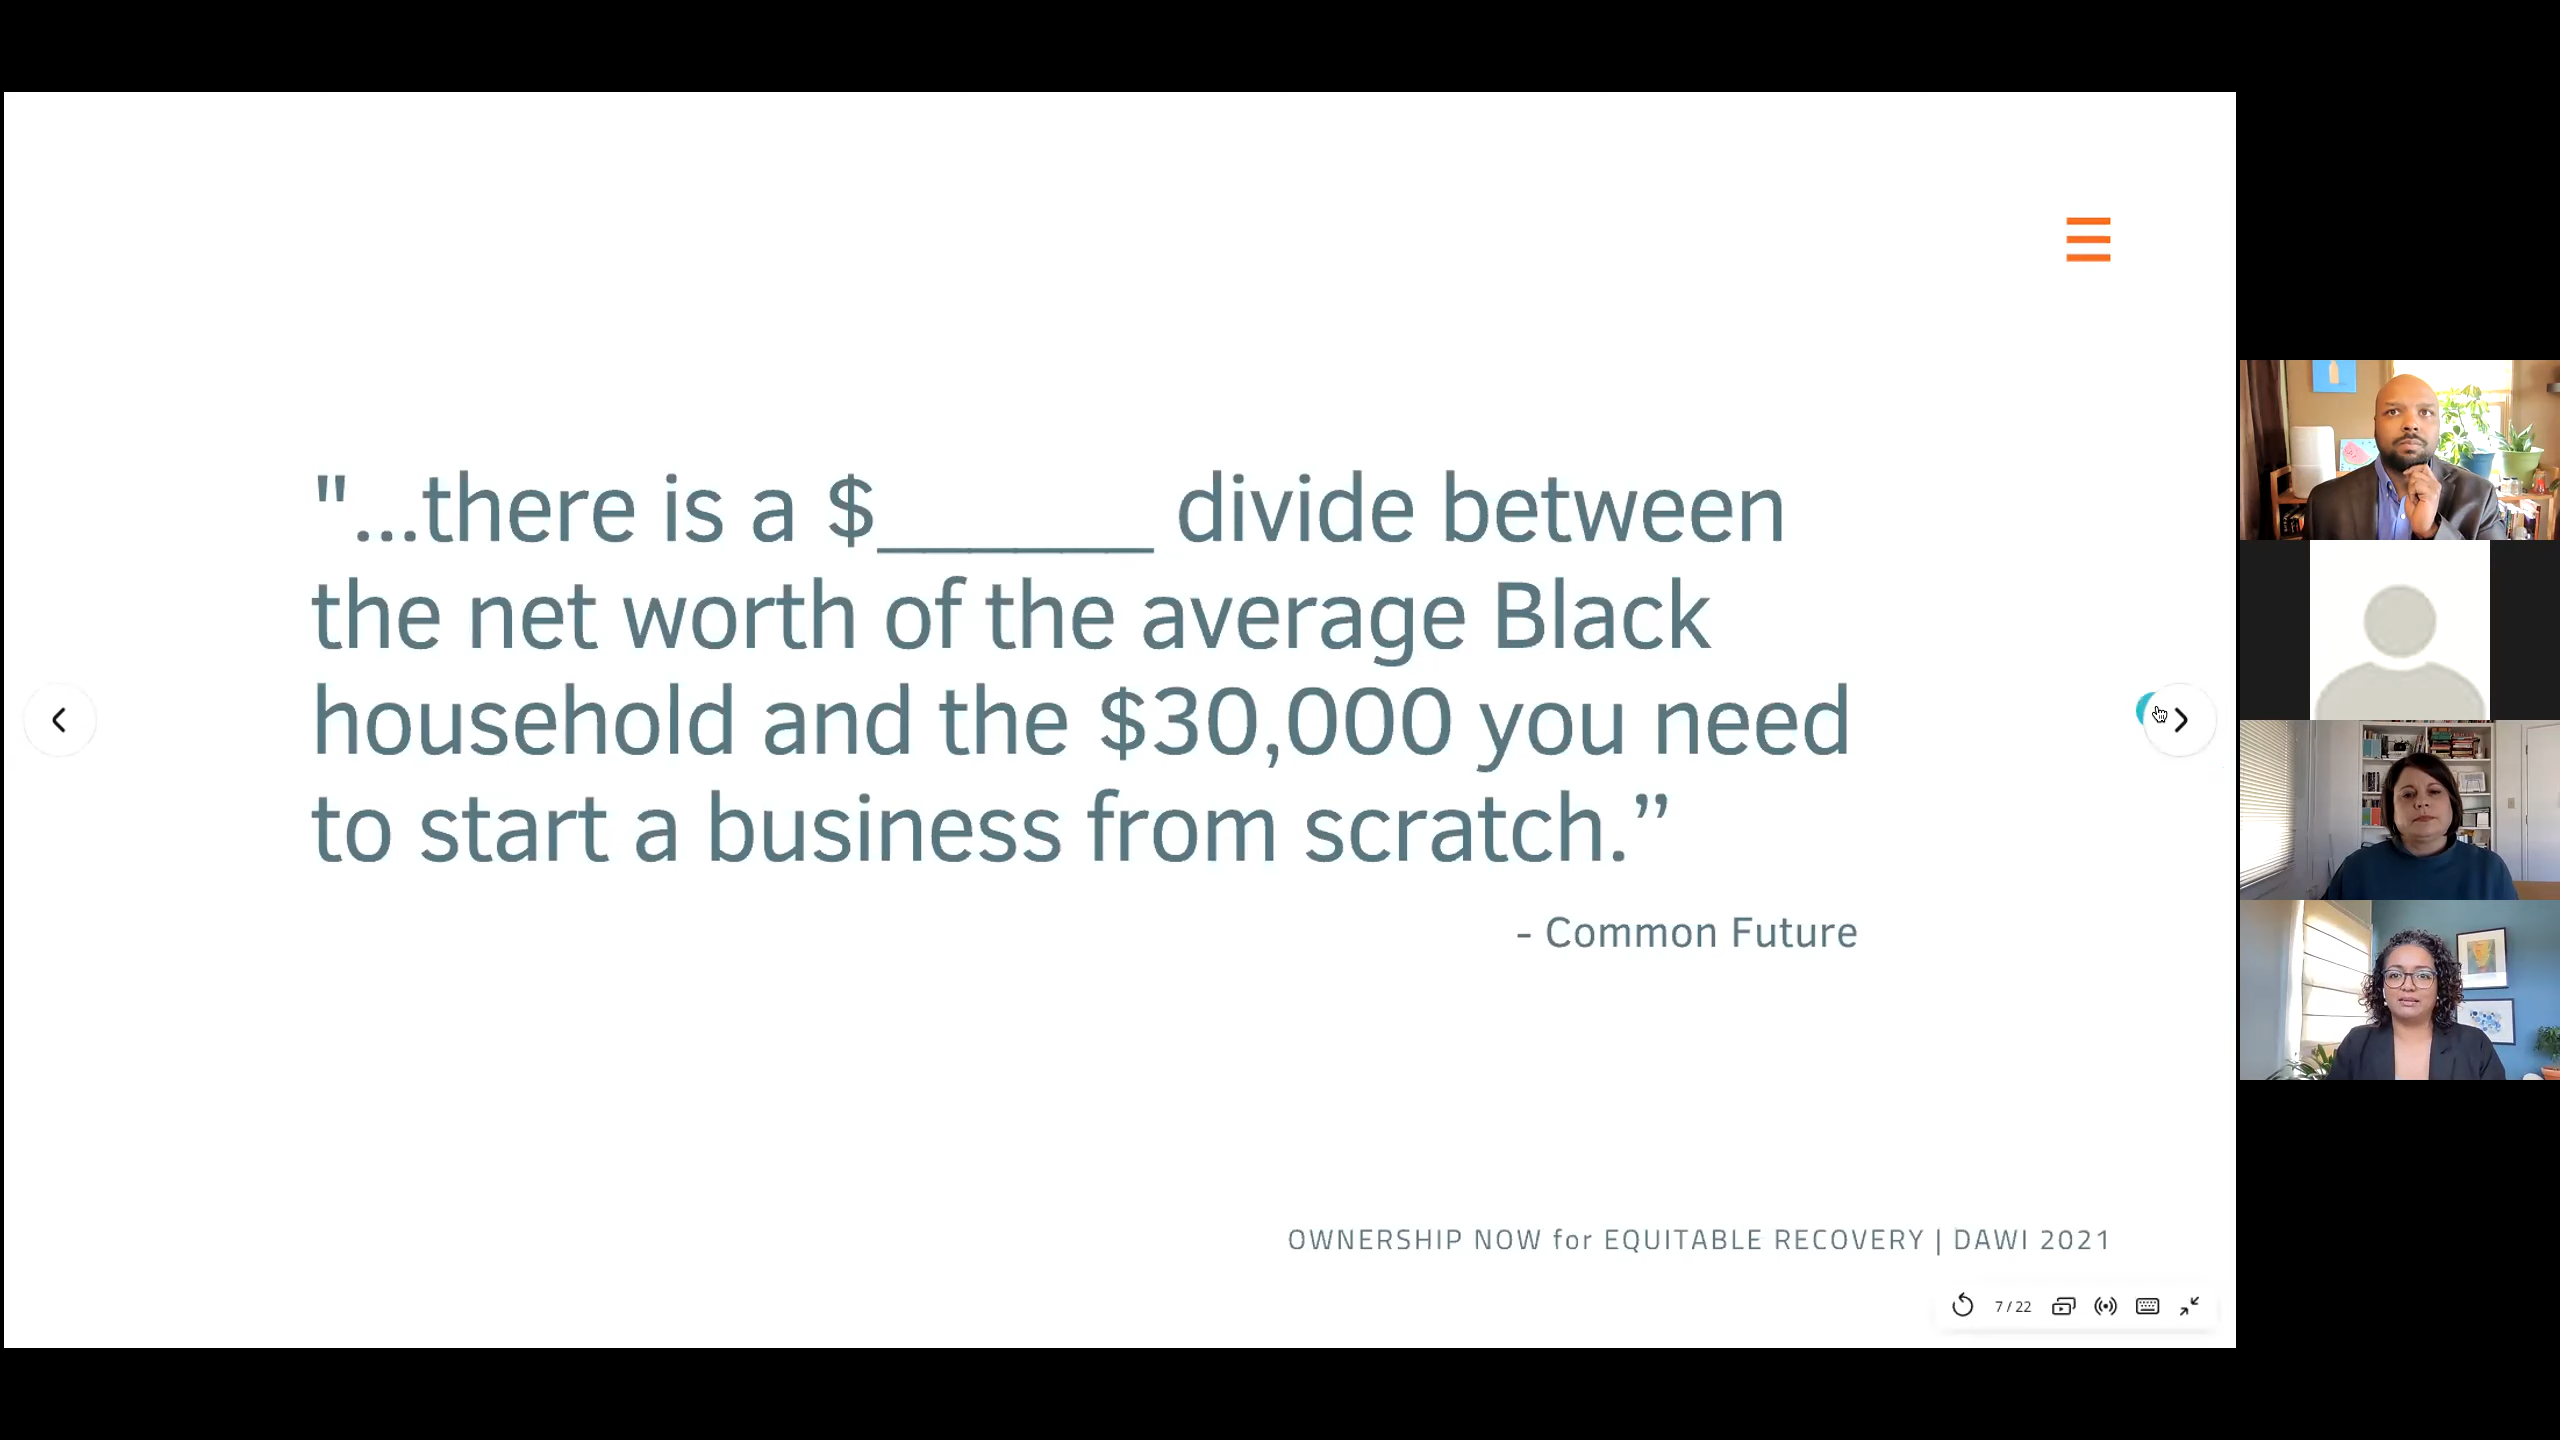 "...there is a $______ divide between
the net worth of the average Black
household and the $30,000 you need
to start a business from scratch.”
- Common Future
OWNERSHIP NOW for EQUITABLE RECOVERY | DAWI 2021
7 / 22